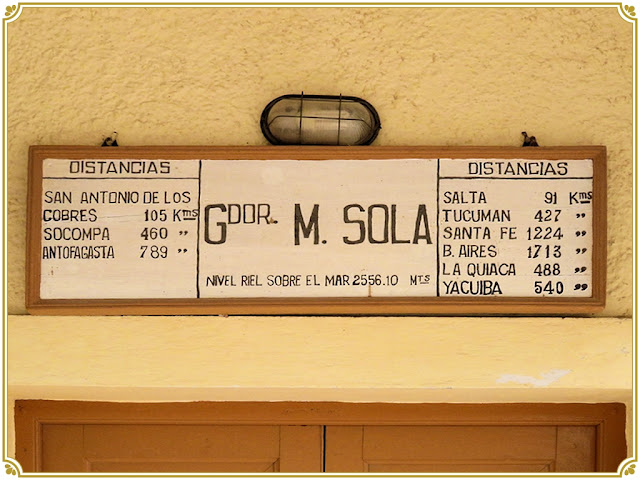 DISTANCIAS
SAN ANTONIO DE LOS
COBRES 105 Kms
SOCOMPA 460 "
ANTOFAGASTA 789 "
GDOR. M. SOLA
NIVEL RIEL SOBRE EL MAR 2556.10 MTS
DISTANCIAS
SALTA 91 Kms
TUCUMAN 427 "
SANTA FE 1224 "
B. AIRES 1713 "
LA QUIACA 488 "
YACUIBA 540 "